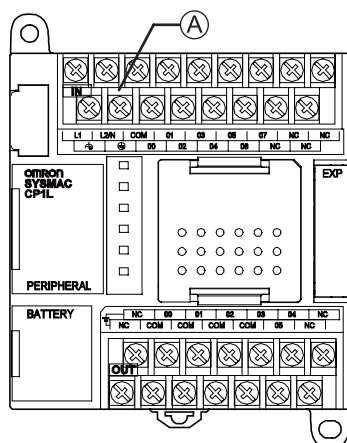 A
IN
L1 L2/N COM 01 03 05 07 NC NC
00 02 04 06 NC NC
OMRON
SYSMAC
CP1L
EXP
PERIPHERAL
BATTERY
NC 00 01 02 03 04 NC
NC COM COM COM COM 05 NC
OUT